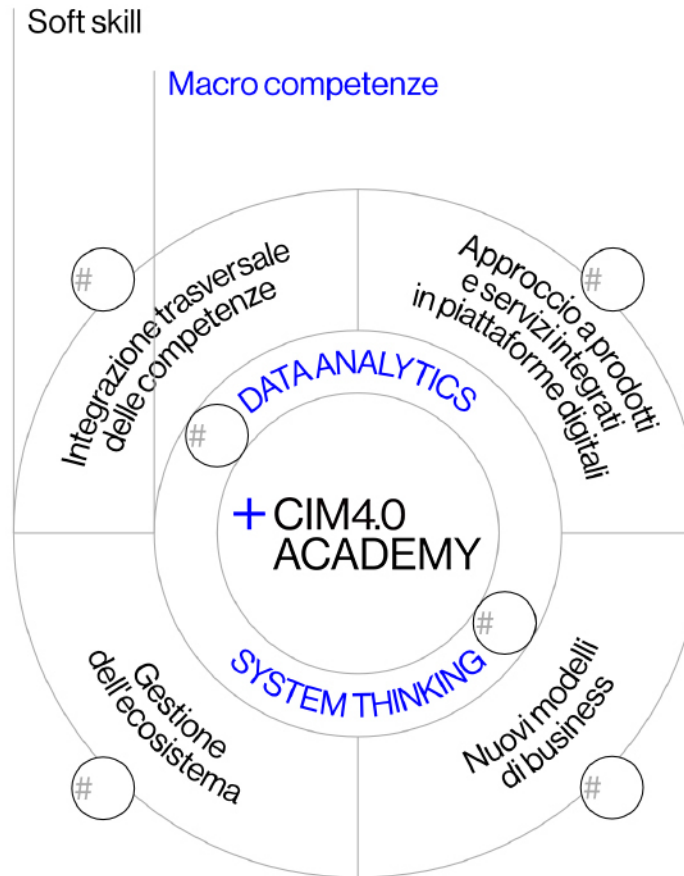 Soft skill
Macro competenze
#
Integrazione trasversale
delle competenze
#
Approccio a prodotti
e servizi integrati
in piattaforme digitali
DATA ANALYTICS
#
+ CIM4.0
ACADEMY
#
SYSTEM THINKING
Gestione
dell'ecosistema
#
Nuovi modelli
di business
#